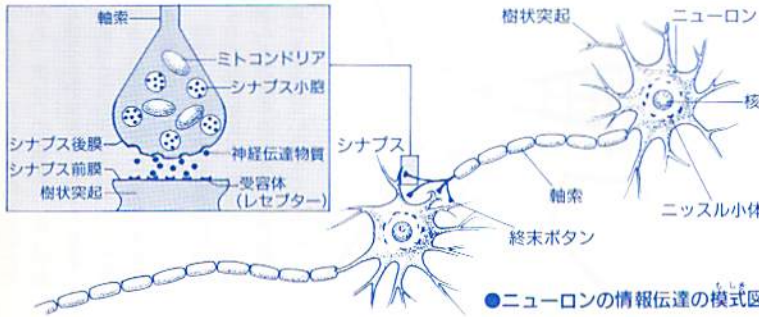 軸索
ミトコンドリア
シナプス小胞
シナプス後膜
神経伝達物質
シナプス前膜
樹状突起
受容体
(レセプター)
シナプス
樹状突起
ニューロン
核
軸索
ニッスル小体
終末ボタン
●ニューロンの情報伝達の模式図
もしき